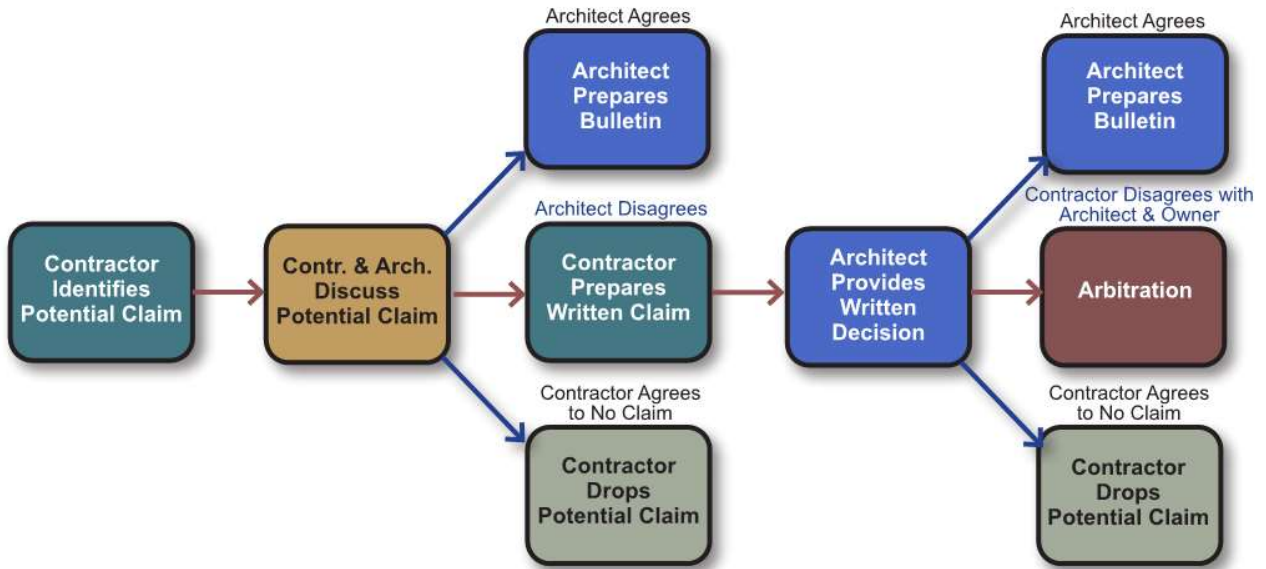 Architect Agrees
Architect
Prepares
Bulletin
Architect Agrees
Architect
Prepares
Bulletin
Contractor
Identifies
Potential Claim
Contr. & Arch.
Discuss
Potential Claim
Architect Disagrees
Contractor
Prepares
Written Claim
Architect
Provides
Written
Decision
Contractor Disagrees with
Architect & Owner
Arbitration
Contractor Agrees
to No Claim
Contractor
Drops
Potential Claim
Contractor Agrees
to No Claim
Contractor
Drops
Potential Claim